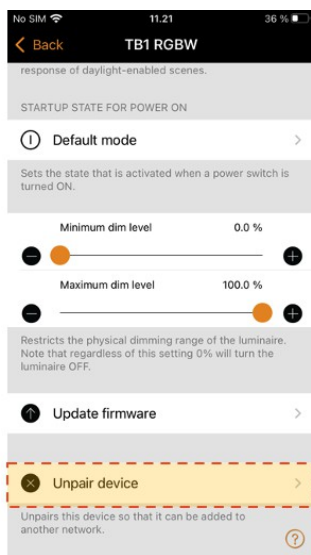 No SIM 11.21 36 %
Back TB1 RGBW
response of daylight-enabled scenes.
STARTUP STATE FOR POWER ON
Default mode
Sets the state that is activated when a power switch is
turned ON.
Minimum dim level 0.0 %
Maximum dim level 100.0 %
Restricts the physical dimming range of the luminaire.
Note that regardless of this setting 0% will turn the
luminaire OFF.
Update firmware
Unpair device
Unpairs this device so that it can be added to
another network.
?